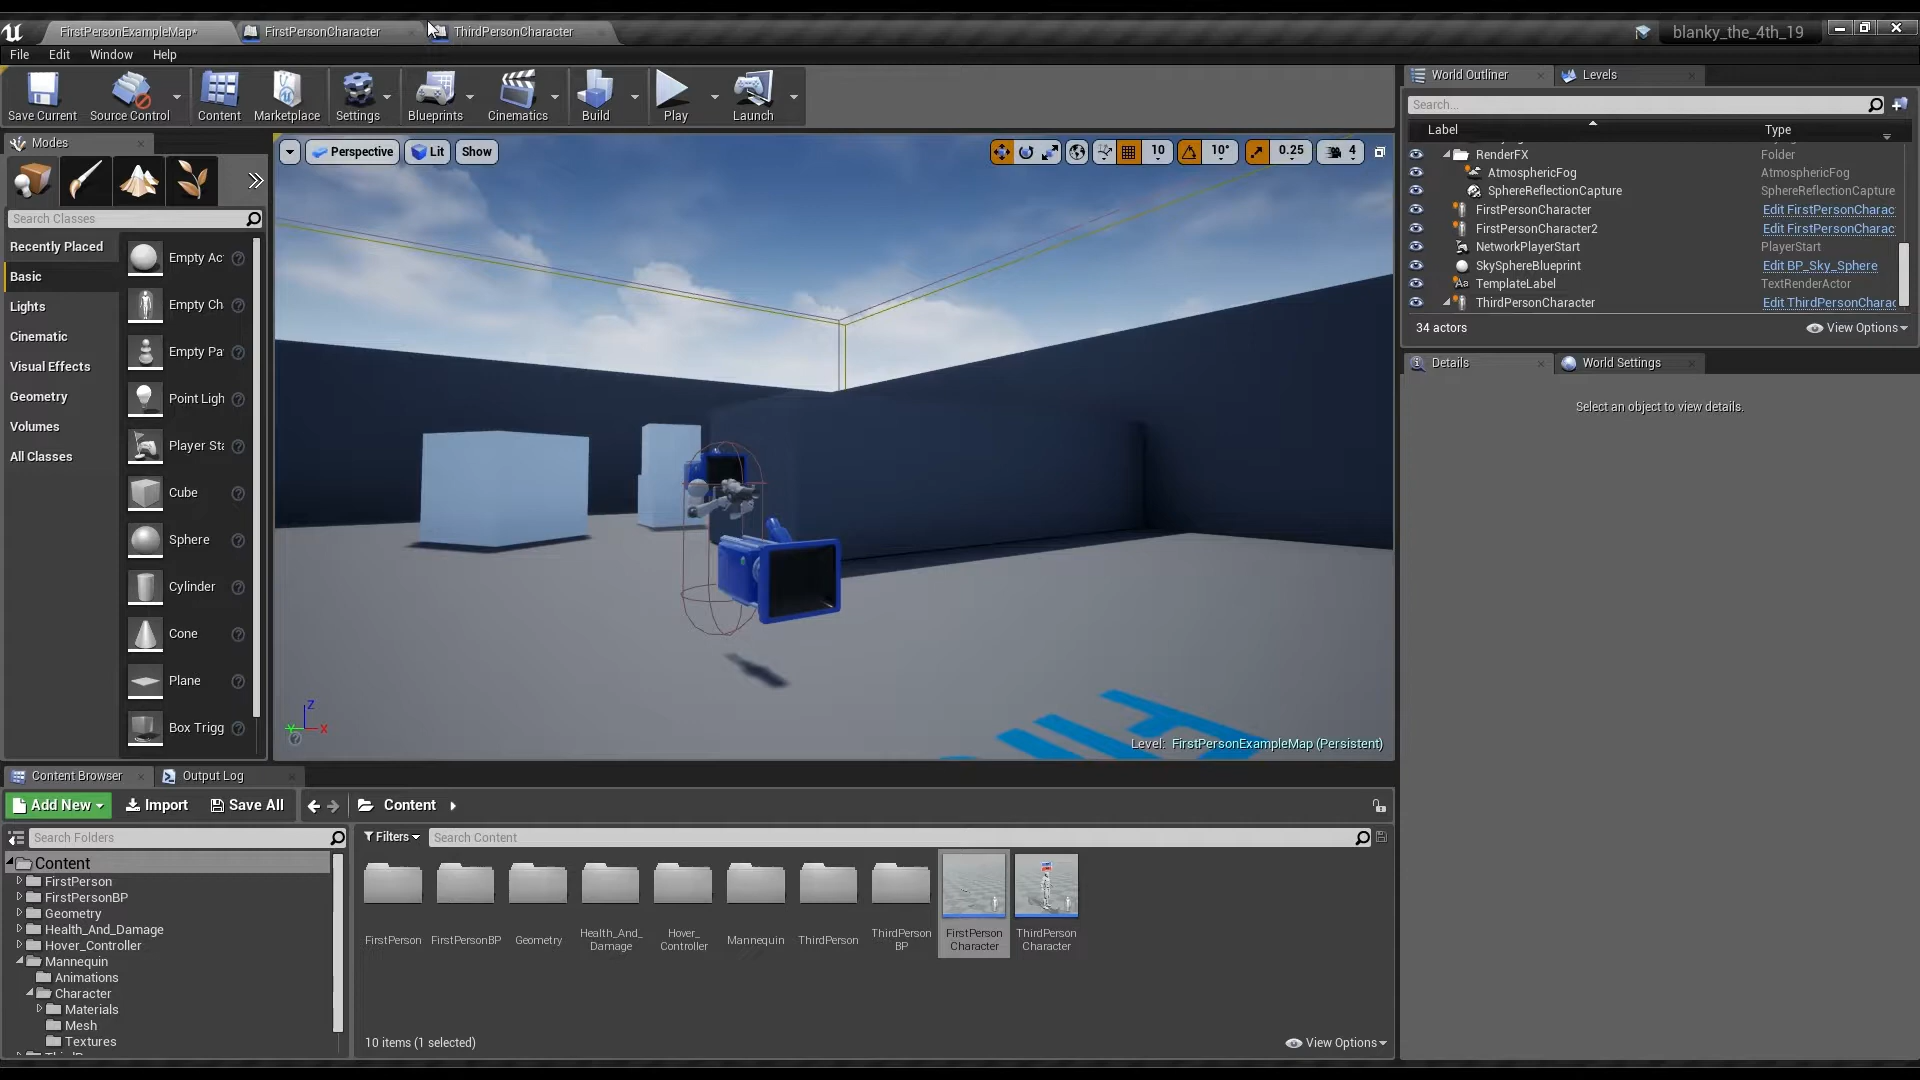 FirstPersonExampleMap*
FirstPersonCharacter
ThirdPersonCharacter
blanky_the_4th_19
File Edit Window Help
Save Current
Source Control
Content
Marketplace
Settings
Blueprints
Cinematics
Build
Play
Launch
Modes
Search Classes
Recently Placed
Basic
Lights
Cinematic
Visual Effects
Geometry
Volumes
All Classes
Empty Ac
Empty Ch
Empty Pa
Point Ligh
Player Sta
Cube
Sphere
Cylinder
Cone
Plane
Box Trigg
Perspective
Lit
Show
10
10°
0.25
4
Z
X
Y
Level: FirstPersonExampleMap (Persistent)
World Outliner
Levels
Search...
Label Type
RenderFX Folder
AtmosphericFog AtmosphericFog
SphereReflectionCapture SphereReflectionCapture
FirstPersonCharacter Edit FirstPersonCharac
FirstPersonCharacter2 Edit FirstPersonCharac
NetworkPlayerStart PlayerStart
SkySphereBlueprint Edit BP_Sky_Sphere
TemplateLabel TextRenderActor
ThirdPersonCharacter Edit ThirdPersonCharac
34 actors
View Options
Details
World Settings
Select an object to view details.
Content Browser
Output Log
Add New
Import
Save All
Content
Search Folders
Filters
Search Content
Content
FirstPerson
FirstPersonBP
Geometry
Health_And_Damage
Hover_Controller
Mannequin
Animations
Character
Materials
Mesh
Textures
FirstPerson
FirstPersonBP
Geometry
Health_And_
Damage
Hover_
Controller
Mannequin
ThirdPerson
ThirdPerson
BP
FirstPerson
Character
ThirdPerson
Character
10 items (1 selected)
View Options